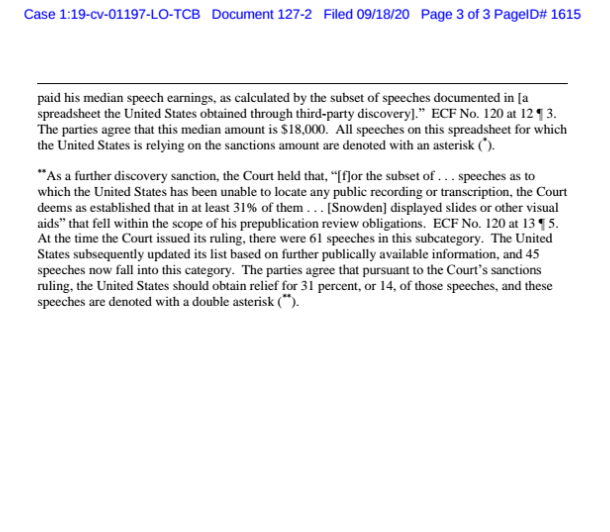 Case 1:19-cv-01197-LO-TCB Document 127-2 Filed 09/18/20 Page 3 of 3 PageID# 1615
paid his median speech earnings, as calculated by the subset of speeches documented in [a
spreadsheet the United States obtained through third-party discovery].” ECF No. 120 at 12 ¶ 3.
The parties agree that this median amount is $18,000. All speeches on this spreadsheet for which
the United States is relying on the sanctions amount are denoted with an asterisk (*).
**As a further discovery sanction, the Court held that, “[f]or the subset of . . . speeches as to
which the United States has been unable to locate any public recording or transcription, the Court
deems as established that in at least 31% of them . . . [Snowden] displayed slides or other visual
aids” that fell within the scope of his prepublication review obligations. ECF No. 120 at 13 ¶ 5.
At the time the Court issued its ruling, there were 61 speeches in this subcategory. The United
States subsequently updated its list based on further publically available information, and 45
speeches now fall into this category. The parties agree that pursuant to the Court’s sanctions
ruling, the United States should obtain relief for 31 percent, or 14, of those speeches, and these
speeches are denoted with a double asterisk (**).